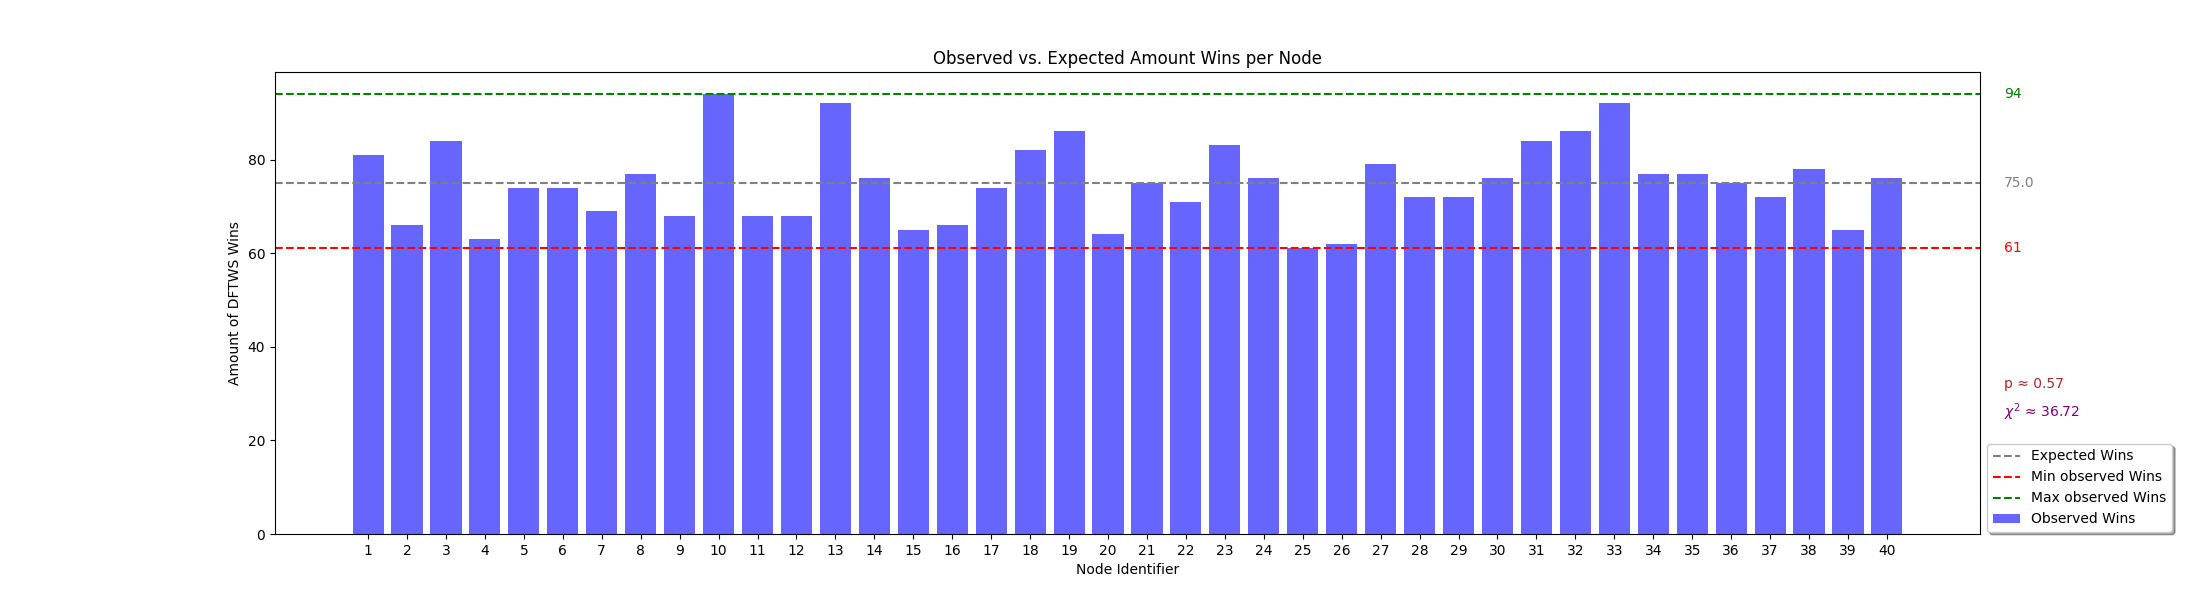 Observed vs. Expected Amount Wins per Node
94
80
75.0
60
61
40
20
0
Amount of DFTWS Wins
p ≈ 0.57
χ² ≈ 36.72
Expected Wins
Min observed Wins
Max observed Wins
Observed Wins
1 2 3 4 5 6 7 8 9 10 11 12 13 14 15 16 17 18 19 20 21 22 23 24 25 26 27 28 29 30 31 32 33 34 35 36 37 38 39 40
Node Identifier